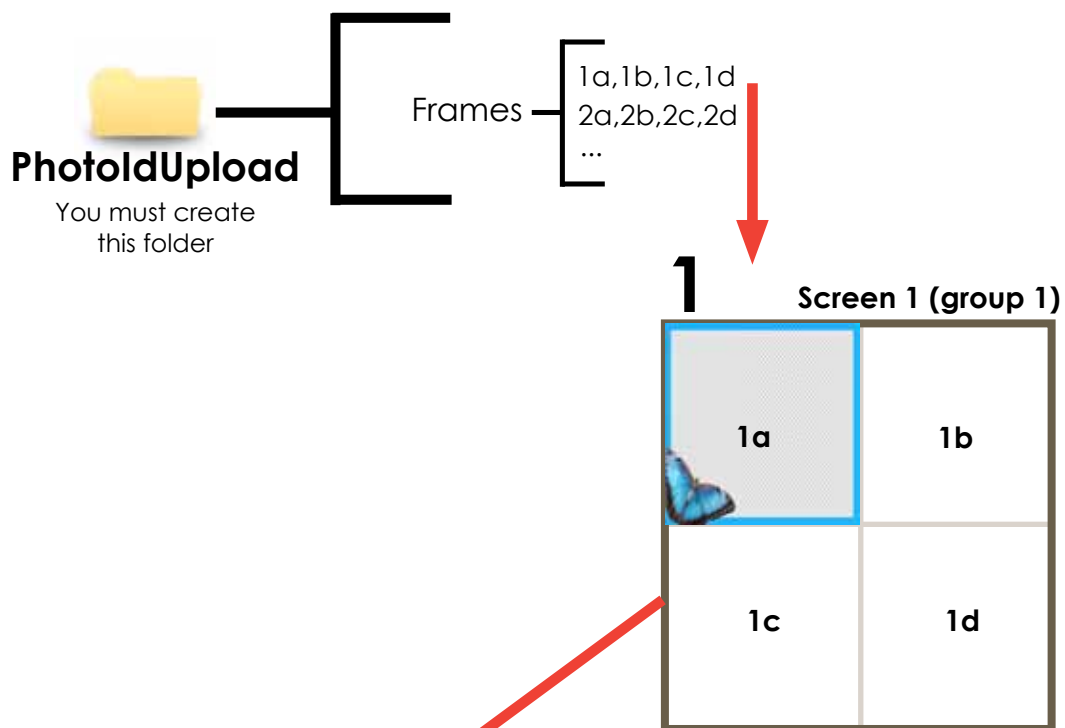 PhotoIdUpload
You must create
this folder
Frames
1a,1b,1c,1d
2a,2b,2c,2d
...
1
Screen 1 (group 1)
1a
1b
1c
1d